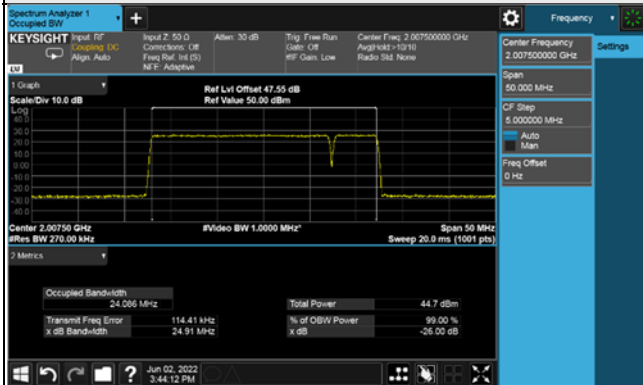 Spectrum Analyzer 1
Occupied BW
Frequency
KEYSIGHT
Input: RF
Coupling: DC
Align: Auto
Input Z: 50 Ω
Corrections: Off
Freq Ref: Int (S)
NFE: Adaptive
Atten: 30 dB
Trig: Free Run
Gate: Off
#IF Gain: Low
Center Freq: 2.007500000 GHz
Avg|Hold:>10/10
Radio Std: None
LXI
Center Frequency
2.007500000 GHz
Settings
Span
50.000 MHz
CF Step
5.000000 MHz
Auto
Man
Freq Offset
0 Hz
1 Graph
Scale/Div 10.0 dB
Ref Lvl Offset 47.55 dB
Ref Value 50.00 dBm
Log
40.0
30.0
20.0
10.0
0.00
-10.0
-20.0
-30.0
-40.0
Center 2.00750 GHz
#Res BW 270.00 kHz
#Video BW 1.0000 MHz*
Span 50 MHz
Sweep 20.0 ms (1001 pts)
2 Metrics
Occupied Bandwidth
24.086 MHz
Total Power
44.7 dBm
Transmit Freq Error
114.41 kHz
% of OBW Power
99.00 %
x dB Bandwidth
24.91 MHz
x dB
-26.00 dB
Jun 02, 2022
3:44:12 PM